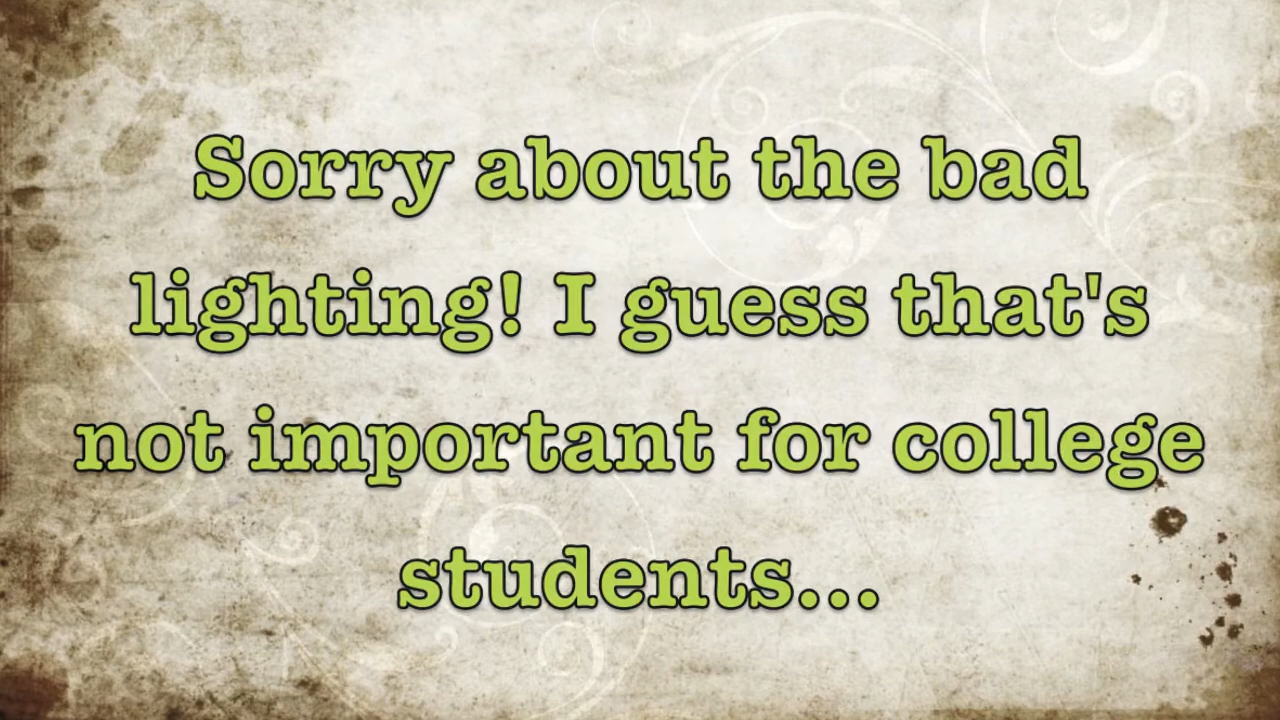 Sorry about the bad
lighting! I guess that's
not important for college
students...